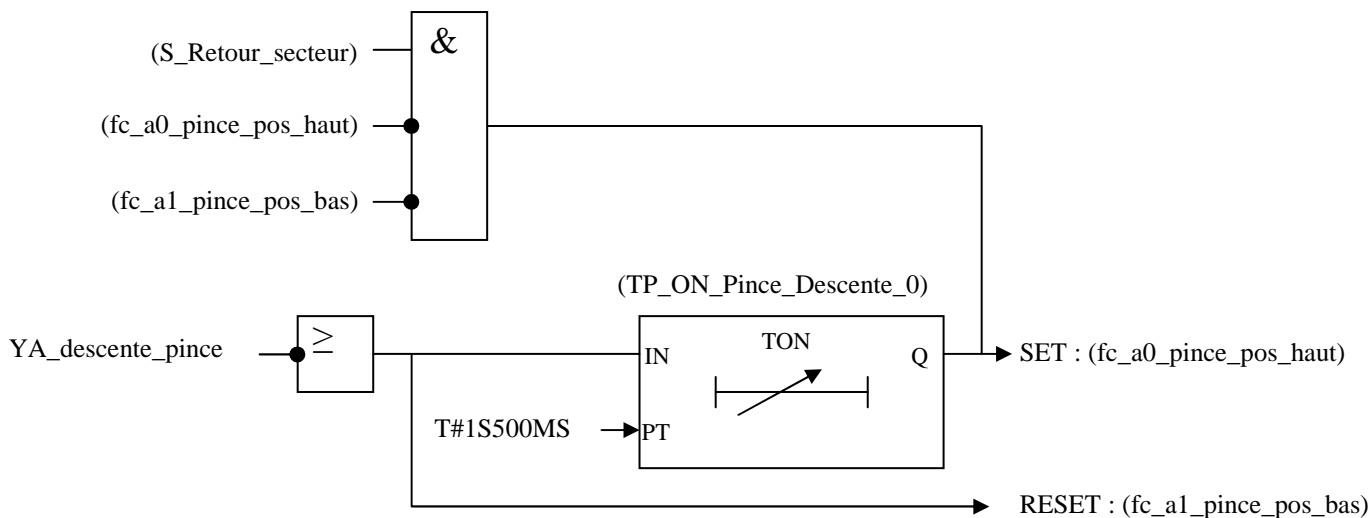 &
(S_Retour_secteur)
(fc_a0_pince_pos_haut)
(fc_a1_pince_pos_bas)
(TP_ON_Pince_Descente_0)
YA_descente_pince
≥
IN
TON
Q
SET : (fc_a0_pince_pos_haut)
T#1S500MS
PT
RESET : (fc_a1_pince_pos_bas)